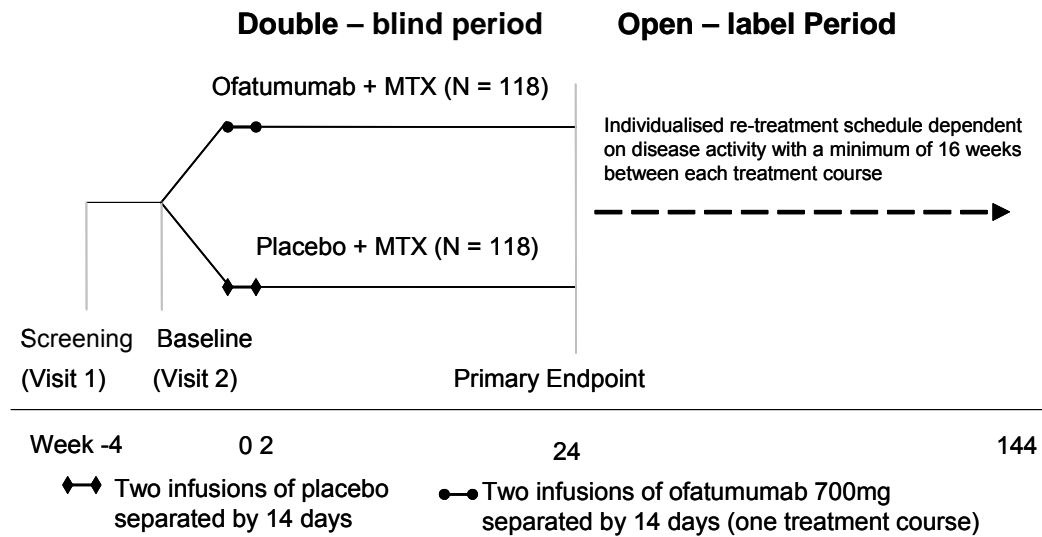 Double – blind period
Open – label Period
Ofatumumab + MTX (N = 118)
Individualised re-treatment schedule dependent
on disease activity with a minimum of 16 weeks
between each treatment course
Placebo + MTX (N = 118)
Screening
(Visit 1)
Baseline
(Visit 2)
Primary Endpoint
Week -4
0 2
24
144
Two infusions of placebo
separated by 14 days
Two infusions of ofatumumab 700mg
separated by 14 days (one treatment course)